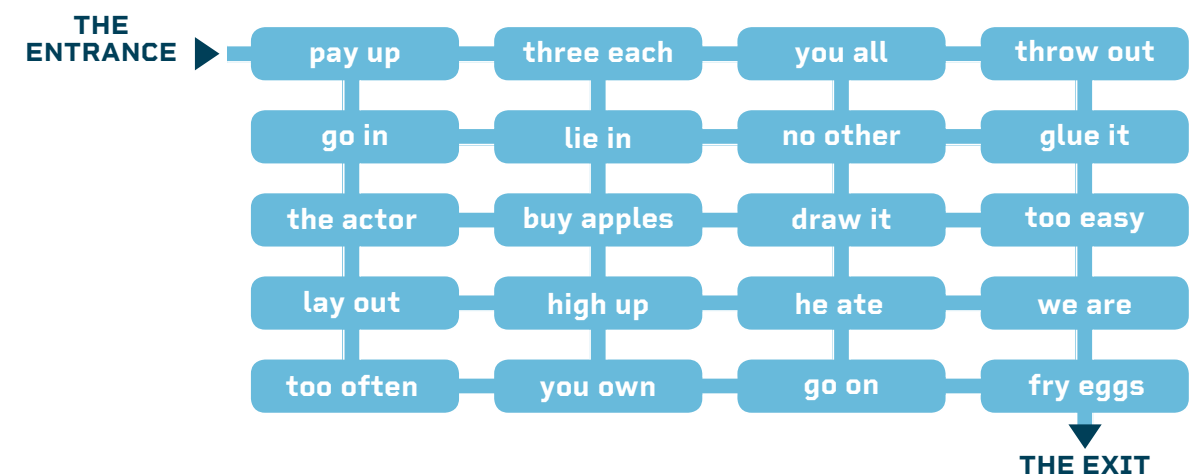 THE
ENTRANCE
pay up three each you all throw out
go in lie in no other glue it
the actor buy apples draw it too easy
lay out high up he ate we are
too often you own go on fry eggs
THE EXIT